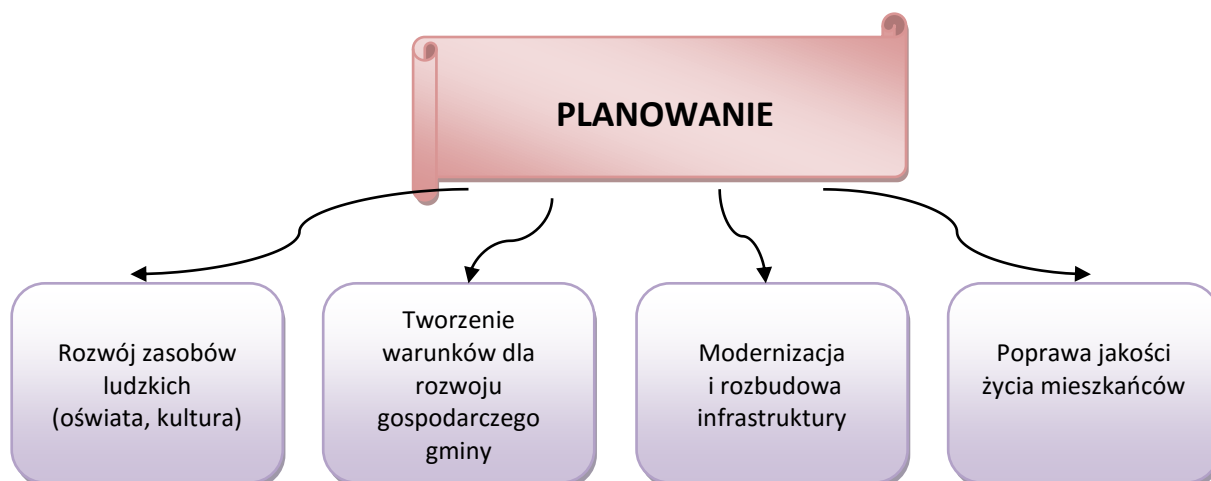 PLANOWANIE
Rozwój zasobów
ludzkich
(oświata, kultura)
Tworzenie
warunków dla
rozwoju
gospodarczego
gminy
Modernizacja
i rozbudowa
infrastruktury
Poprawa jakości
życia mieszkańców